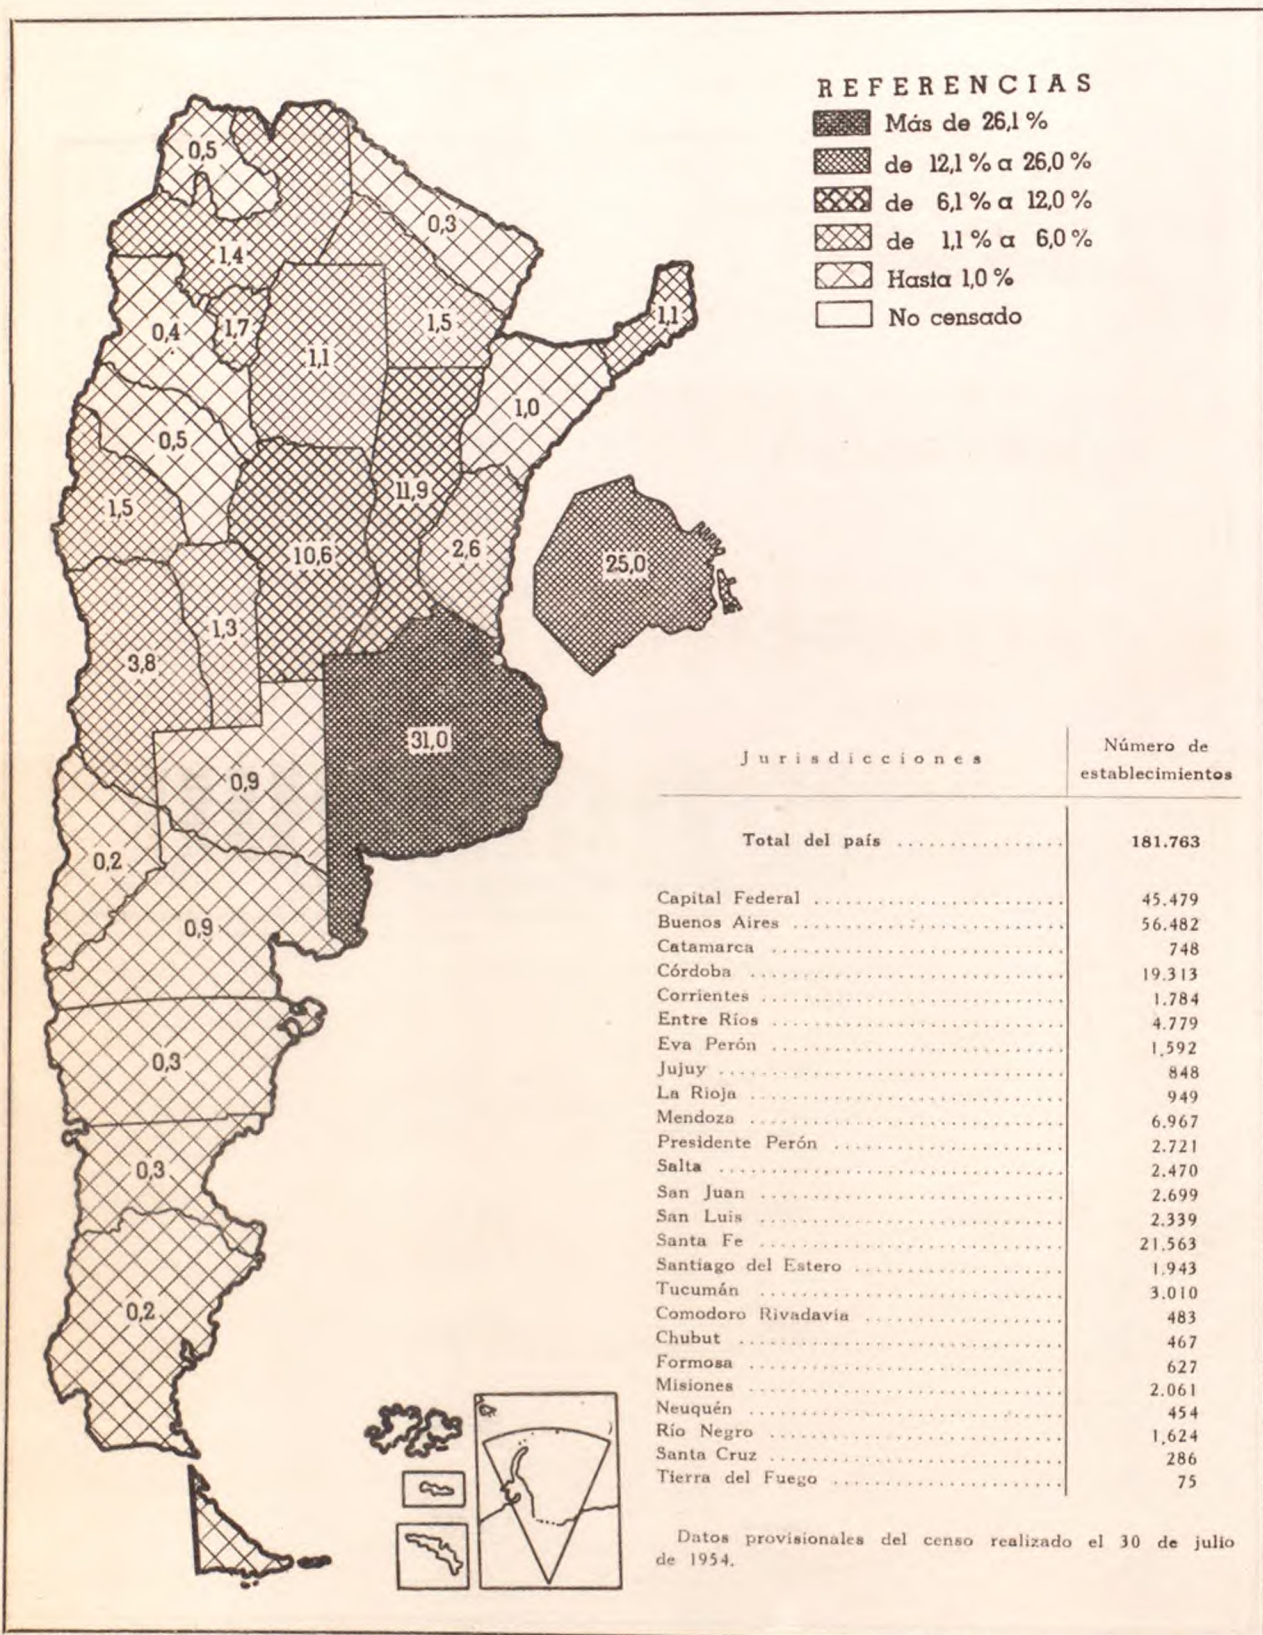 REFERENCIAS
Más de 26,1 %
de 12,1 % a 26,0 %
de 6,1 % a 12,0 %
de 1,1 % a 6,0 %
Hasta 1,0 %
No censado
0,5
0,3
1,4
1,1
0,4
1,7
1,5
1,1
1,0
0,5
11,9
1,5
10,6
2,6
25,0
1,3
3,8
31,0
0,9
0,2
0,9
0,3
0,3
0,2
Jurisdicciones Número de establecimientos
Total del país ................ 181.763
Capital Federal ........................ 45.479
Buenos Aires .......................... 56.482
Catamarca ............................ 748
Córdoba .............................. 19.313
Corrientes ............................. 1.784
Entre Ríos ............................ 4.779
Eva Perón ............................ 1.592
Jujuy ................................. 848
La Rioja .............................. 949
Mendoza .............................. 6.967
Presidente Perón ...................... 2.721
Salta ................................. 2.470
San Juan ............................. 2.699
San Luis ............................. 2.339
Santa Fe ............................. 21.563
Santiago del Estero .................... 1.943
Tucumán ............................. 3.010
Comodoro Rivadavia ................... 483
Chubut ............................... 467
Formosa .............................. 627
Misiones .............................. 2.061
Neuquén .............................. 454
Río Negro ............................ 1,624
Santa Cruz ............................ 286
Tierra del Fuego ...................... 75
Datos provisionales del censo realizado el 30 de julio
de 1954.